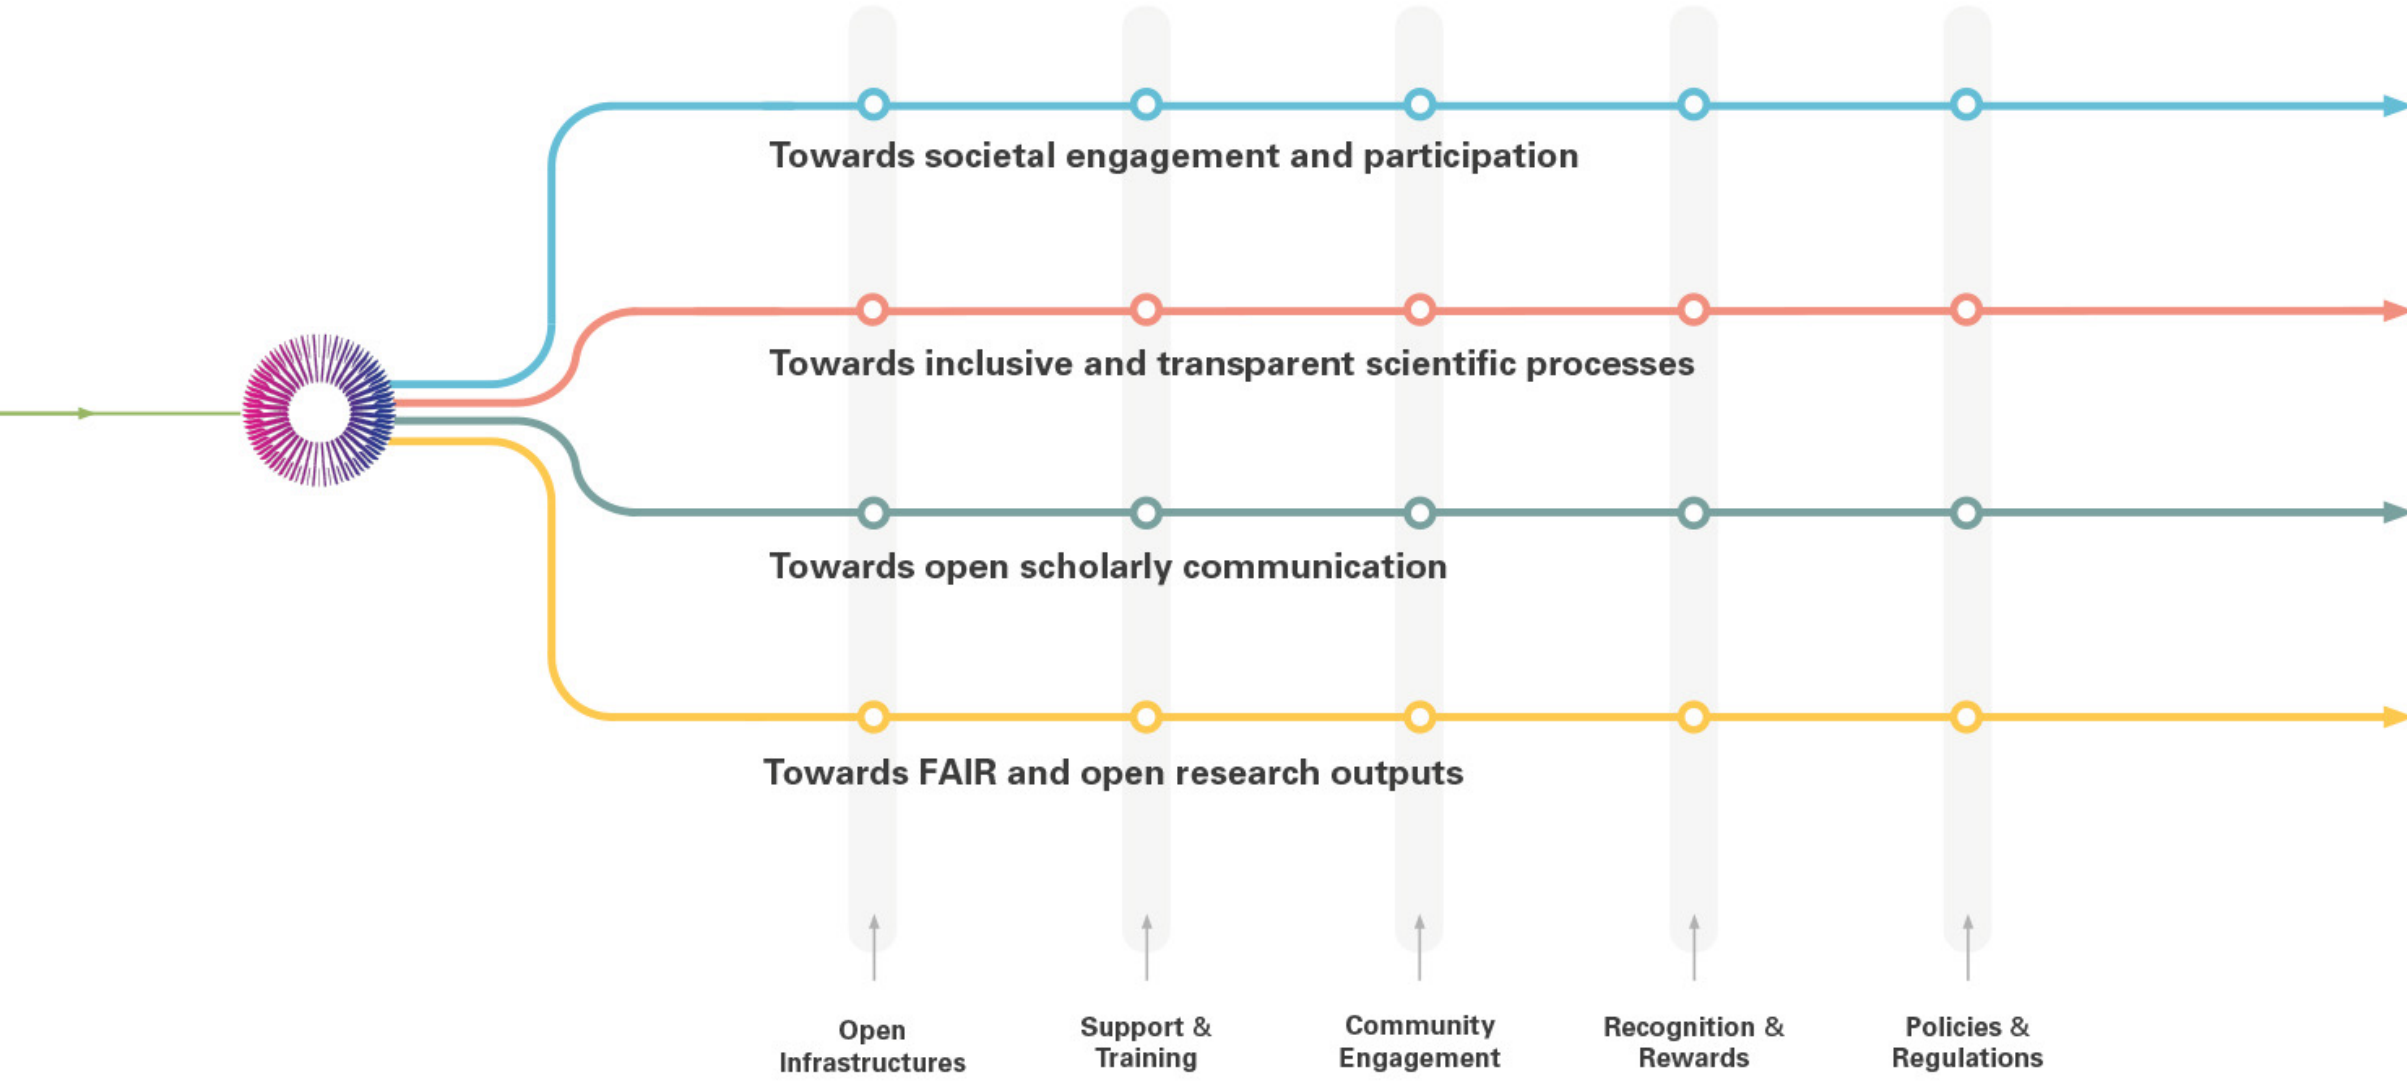 Towards societal engagement and participation
Towards inclusive and transparent scientific processes
Towards open scholarly communication
Towards FAIR and open research outputs
Open
Infrastructures
Support &
Training
Community
Engagement
Recognition &
Rewards
Policies &
Regulations